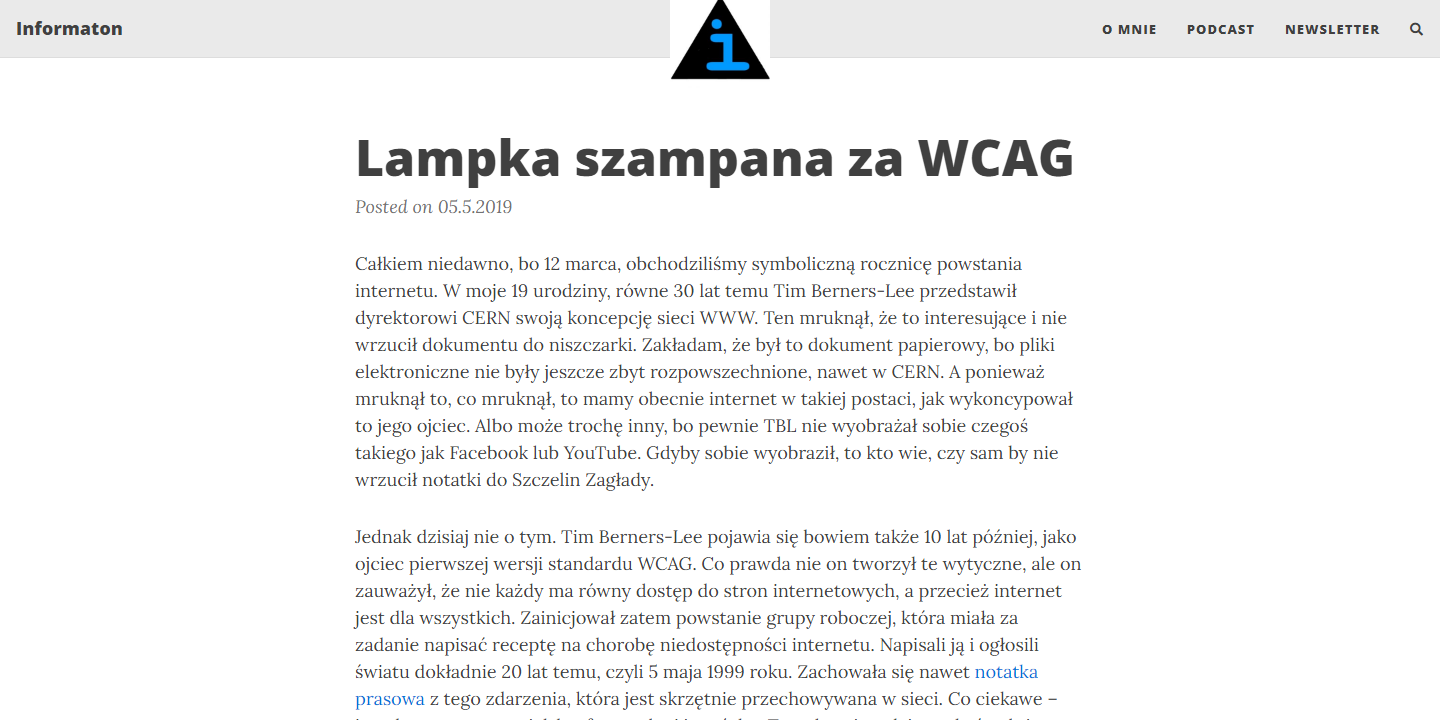 Informaton
i
O MNIE
PODCAST
NEWSLETTER
Lampka szampana za WCAG
Posted on 05.5.2019
Całkiem niedawno, bo 12 marca, obchodziliśmy symboliczną rocznicę powstania
internetu. W moje 19 urodziny, równe 30 lat temu Tim Berners-Lee przedstawił
dyrektorowi CERN swoją koncepcję sieci WWW. Ten mruknął, że to interesujące i nie
wrzucił dokumentu do niszczarki. Zakładam, że był to dokument papierowy, bo pliki
elektroniczne nie były jeszcze zbyt rozpowszechnione, nawet w CERN. A ponieważ
mruknął to, co mruknął, to mamy obecnie internet w takiej postaci, jak wykoncypował
to jego ojciec. Albo może trochę inny, bo pewnie TBL nie wyobrażał sobie czegoś
takiego jak Facebook lub YouTube. Gdyby sobie wyobraził, to kto wie, czy sam by nie
wrzucił notatki do Szczelin Zagłady.
Jednak dzisiaj nie o tym. Tim Berners-Lee pojawia się bowiem także 10 lat później, jako
ojciec pierwszej wersji standardu WCAG. Co prawda nie on tworzył te wytyczne, ale on
zauważył, że nie każdy ma równy dostęp do stron internetowych, a przecież internet
jest dla wszystkich. Zainicjował zatem powstanie grupy roboczej, która miała za
zadanie napisać receptę na chorobę niedostępności internetu. Napisali ją i ogłosili
światu dokładnie 20 lat temu, czyli 5 maja 1999 roku. Zachowała się nawet notatka
prasowa z tego zdarzenia, która jest skrzętnie przechowywana w sieci. Co ciekawe –